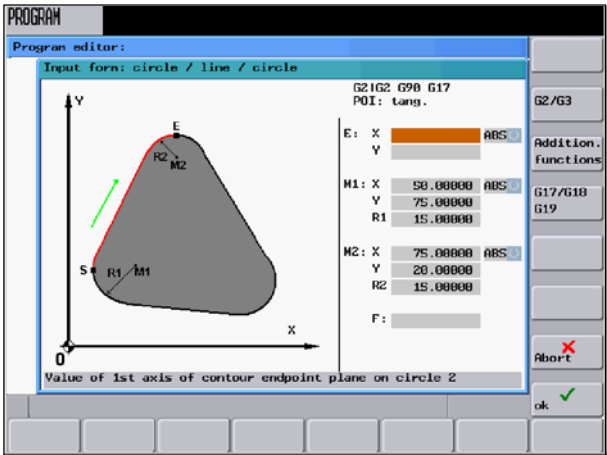 PROGRAM
Program editor:
Input form: circle / line / circle
G2|G2 G90 G17
POI: tang.
Y
E
R2
M2
S
R1
M1
X
0
E: X ABS
Y
M1: X 50.00000 ABS
Y 75.00000
R1 15.00000
M2: X 75.00000 ABS
Y 20.00000
R2 15.00000
F:
Value of 1st axis of contour endpoint plane on circle 2
G2/G3
Addition.
functions
G17/G18
G19
Abort
ok